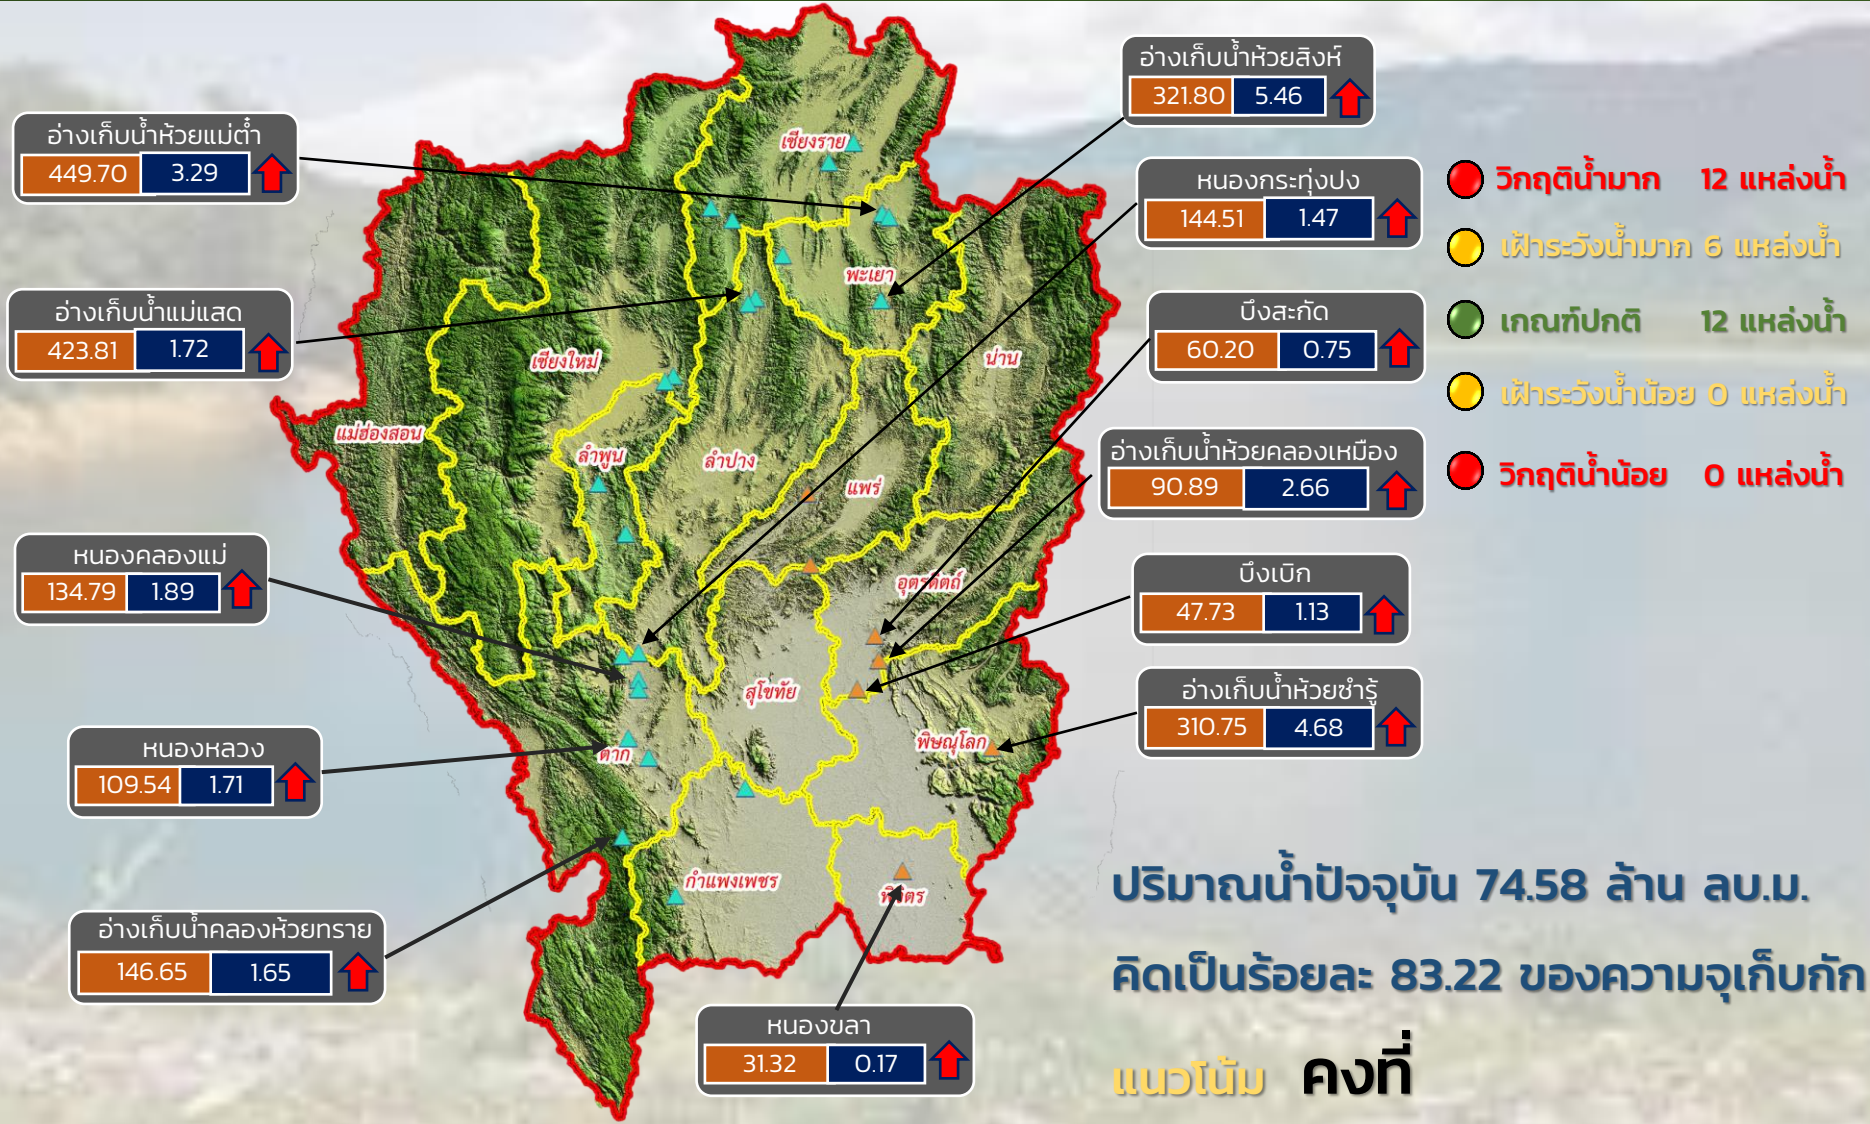 อ่างเก็บน้ำห้วยแม่ต๋ำ
449.70 3.29
อ่างเก็บน้ำแม่แสด
423.81 1.72
หนองคลองแม่
134.79 1.89
หนองหลวง
109.54 1.71
อ่างเก็บน้ำคลองห้วยทราย
146.65 1.65
เชียงราย
พะเยา
น่าน
เชียงใหม่
แม่ฮ่องสอน
ลำพูน
ลำปาง
แพร่
อุตรดิตถ์
สุโขทัย
ตาก
พิษณุโลก
กำแพงเพชร
พิจิตร
หนองขลา
31.32 0.17
อ่างเก็บน้ำห้วยสิงห์
321.80 5.46
หนองกระทุ่งปง
144.51 1.47
บึงสะกัด
60.20 0.75
อ่างเก็บน้ำห้วยคลองเหมือง
90.89 2.66
บึงเบิก
47.73 1.13
อ่างเก็บน้ำห้วยซำรู้
310.75 4.68
วิกฤติน้ำมาก 12 แหล่งน้ำ
เฝ้าระวังน้ำมาก 6 แหล่งน้ำ
เกณฑ์ปกติ 12 แหล่งน้ำ
เฝ้าระวังน้ำน้อย 0 แหล่งน้ำ
วิกฤติน้ำน้อย 0 แหล่งน้ำ
ปริมาณน้ำปัจจุบัน 74.58 ล้าน ลบ.ม.
คิดเป็นร้อยละ 83.22 ของความจุเก็บกัก
แนวโน้ม คงที่